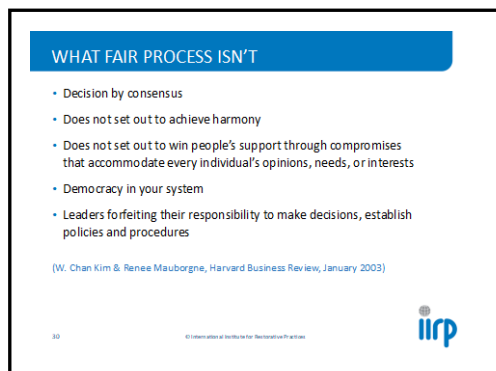 WHAT FAIR PROCESS ISN'T
• Decision by consensus
• Does not set out to achieve harmony
• Does not set out to win people's support through compromises
that accommodate every individual's opinions, needs, or interests
• Democracy in your system
• Leaders forfeiting their responsibility to make decisions, establish
policies and procedures
(W. Chan Kim & Renee Mauborgne, Harvard Business Review, January 2003)
30
© International Institute for Restorative Practices
iirp